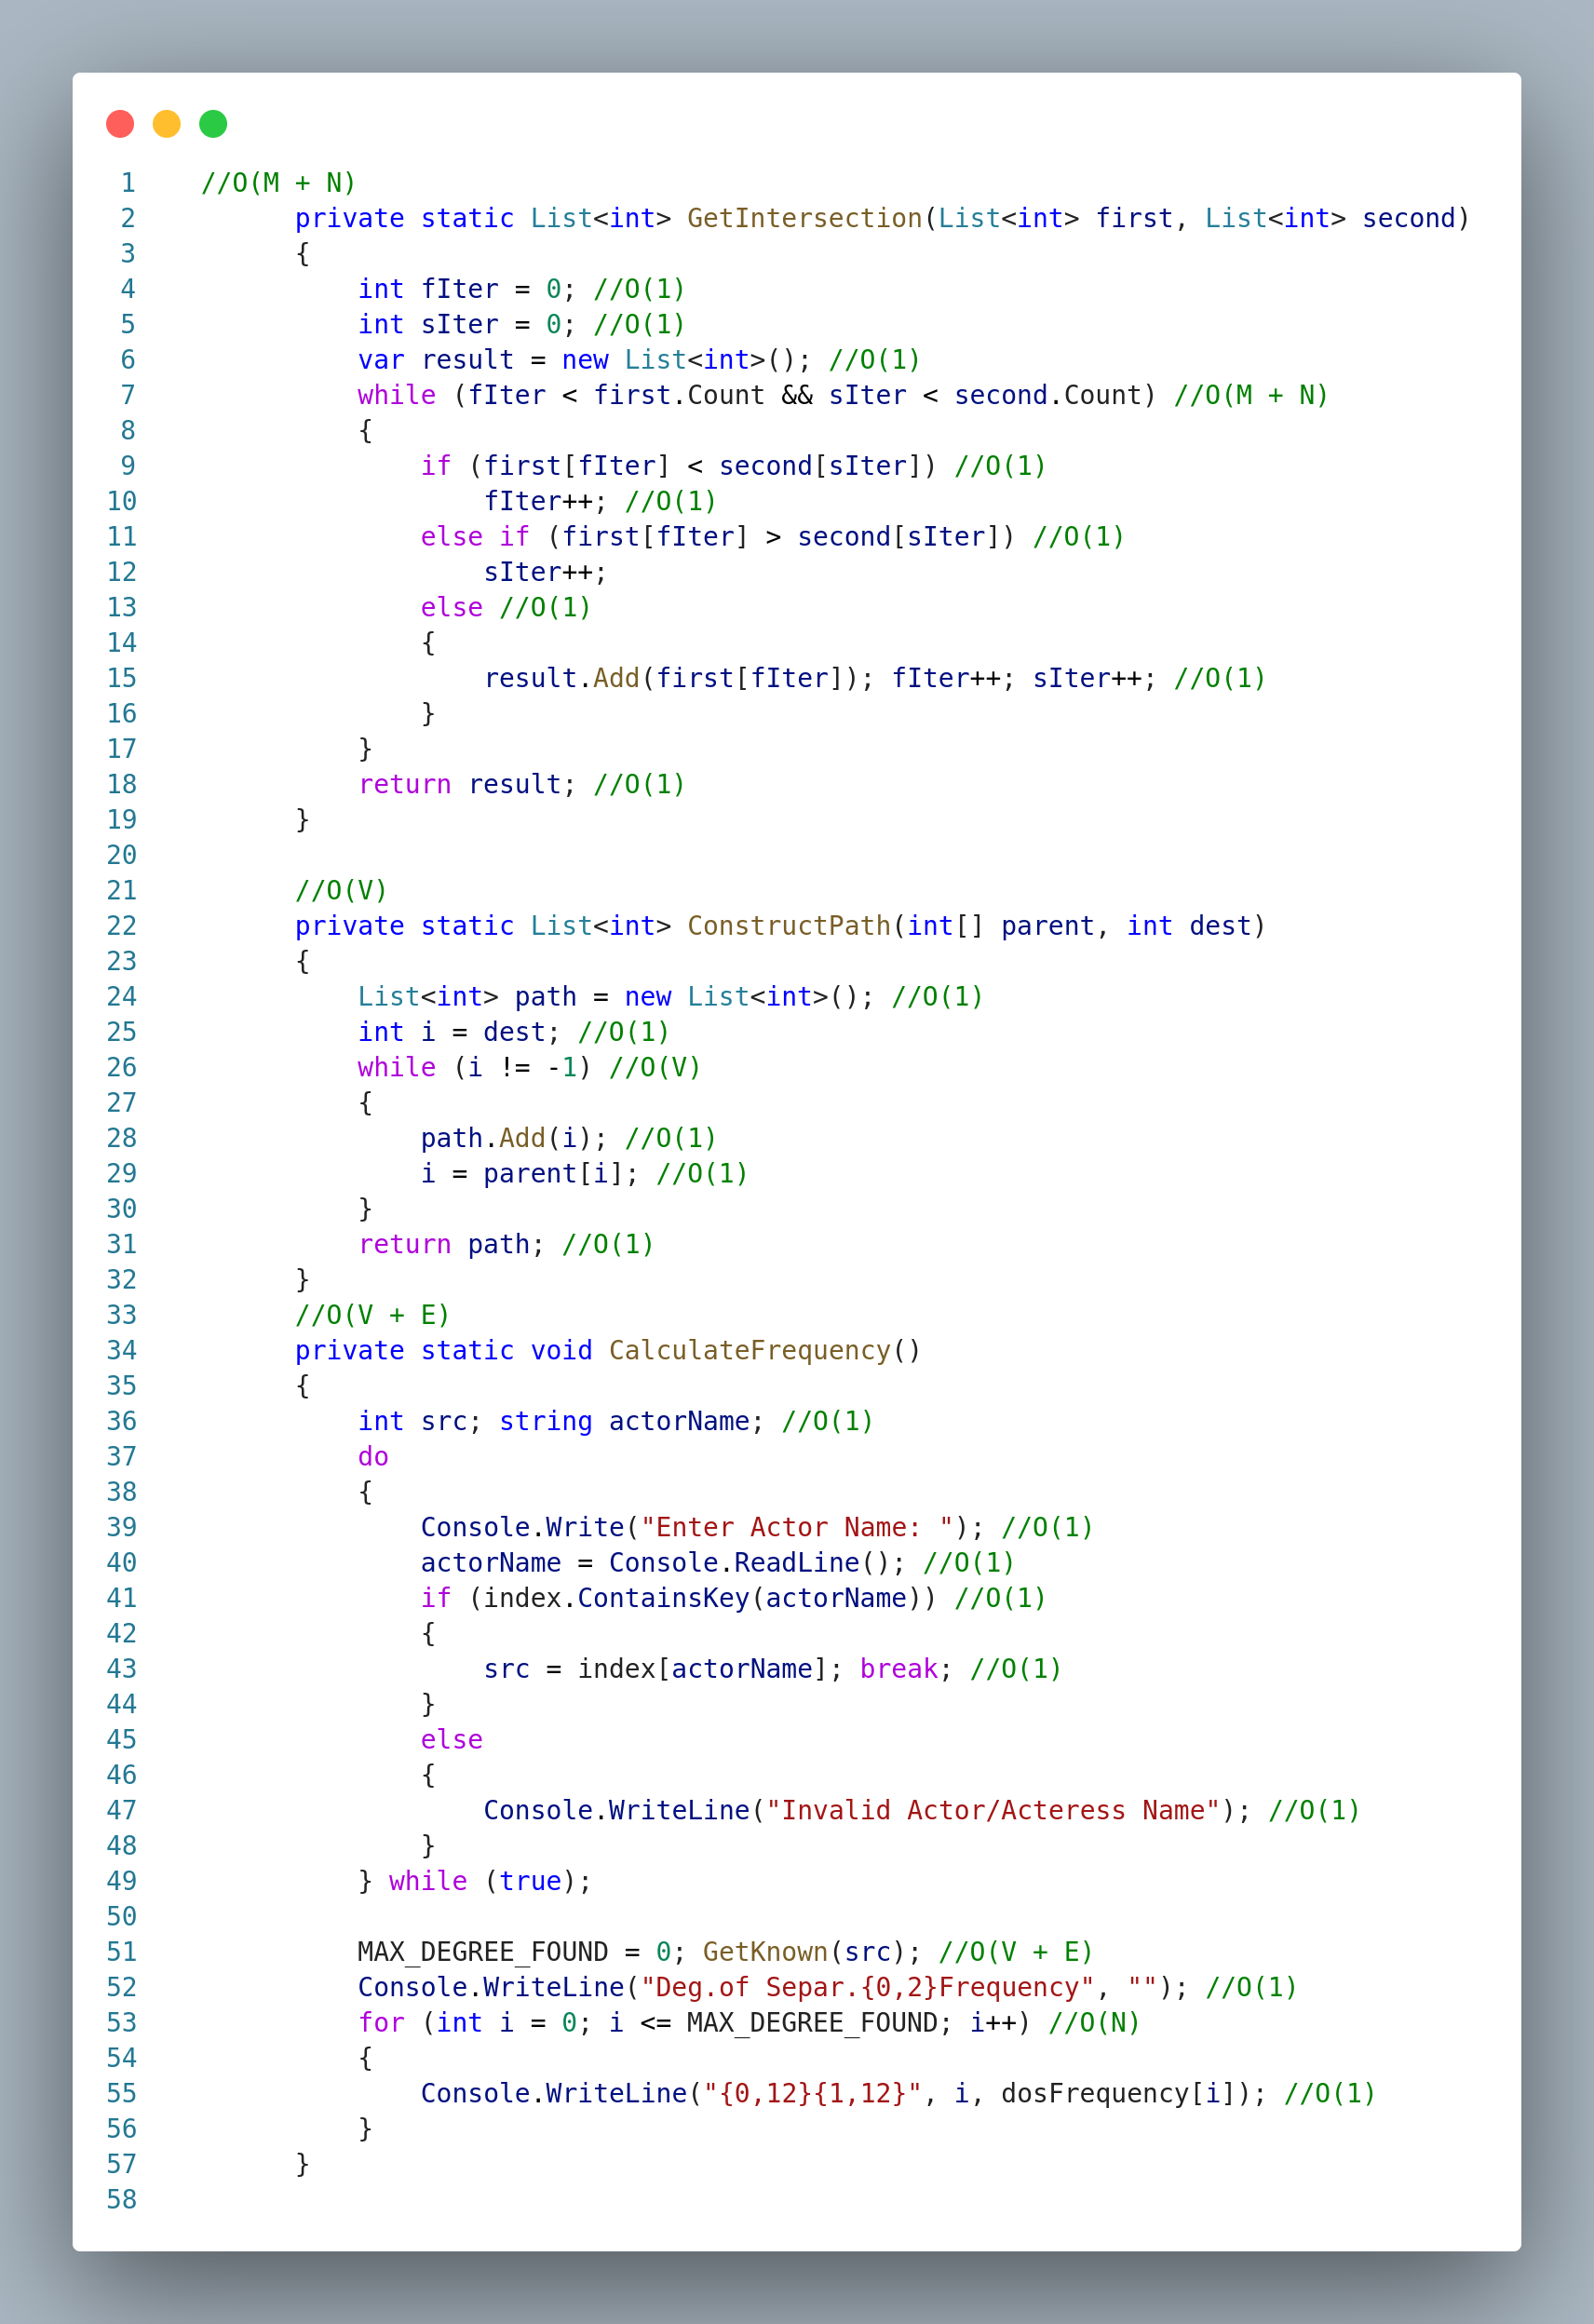 1 //O(M + N)
2 private static List<int> GetIntersection(List<int> first, List<int> second)
3 {
4 int fIter = 0; //O(1)
5 int sIter = 0; //O(1)
6 var result = new List<int>(); //O(1)
7 while (fIter < first.Count && sIter < second.Count) //O(M + N)
8 {
9 if (first[fIter] < second[sIter]) //O(1)
10 fIter++; //O(1)
11 else if (first[fIter] > second[sIter]) //O(1)
12 sIter++;
13 else //O(1)
14 {
15 result.Add(first[fIter]); fIter++; sIter++; //O(1)
16 }
17 }
18 return result; //O(1)
19 }
20
21 //O(V)
22 private static List<int> ConstructPath(int[] parent, int dest)
23 {
24 List<int> path = new List<int>(); //O(1)
25 int i = dest; //O(1)
26 while (i != -1) //O(V)
27 {
28 path.Add(i); //O(1)
29 i = parent[i]; //O(1)
30 }
31 return path; //O(1)
32 }
33 //O(V + E)
34 private static void CalculateFrequency()
35 {
36 int src; string actorName; //O(1)
37 do
38 {
39 Console.Write("Enter Actor Name: "); //O(1)
40 actorName = Console.ReadLine(); //O(1)
41 if (index.ContainsKey(actorName)) //O(1)
42 {
43 src = index[actorName]; break; //O(1)
44 }
45 else
46 {
47 Console.WriteLine("Invalid Actor/Acteress Name"); //O(1)
48 }
49 } while (true);
50
51 MAX_DEGREE_FOUND = 0; GetKnown(src); //O(V + E)
52 Console.WriteLine("Deg.of Separ.{0,2}Frequency", ""); //O(1)
53 for (int i = 0; i <= MAX_DEGREE_FOUND; i++) //O(N)
54 {
55 Console.WriteLine("{0,12}{1,12}", i, dosFrequency[i]); //O(1)
56 }
57 }
58